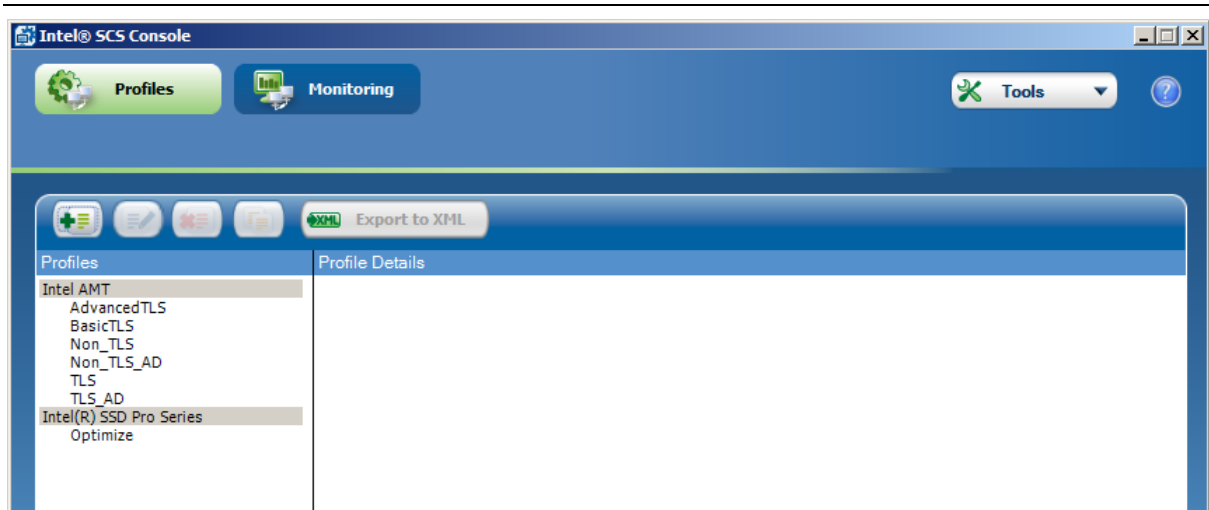 Intel® SCS Console
Profiles
Monitoring
Tools
?
XML Export to XML
Profiles
Profile Details
Intel AMT
AdvancedTLS
BasicTLS
Non_TLS
Non_TLS_AD
TLS
TLS_AD
Intel(R) SSD Pro Series
Optimize